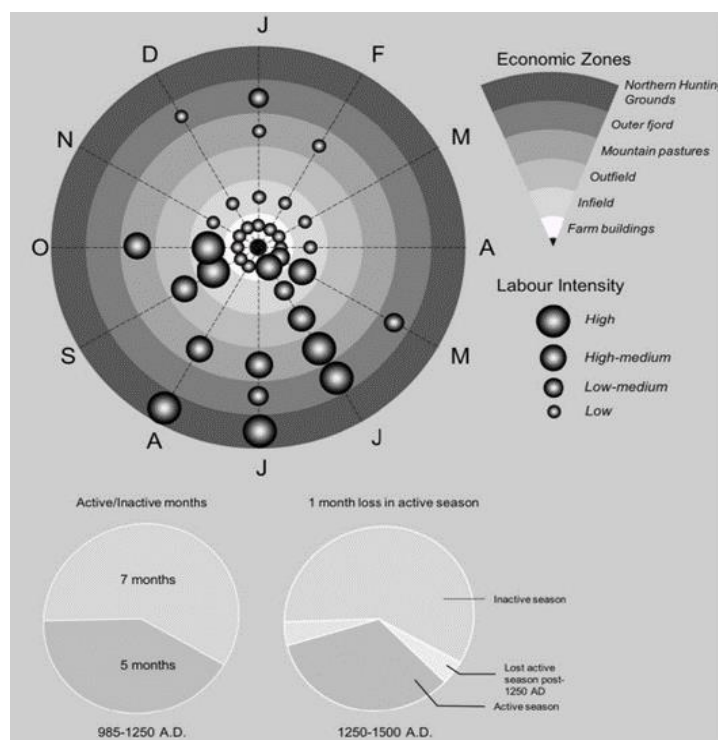 J
D
F
N
M
O
A
S
M
A
J
J
Economic Zones
Northern Hunting
Grounds
Outer fjord
Mountain pastures
Outfield
Infield
Farm buildings
Labour Intensity
High
High-medium
Low-medium
Low
Active/Inactive months
7 months
5 months
985-1250 A.D.
1 month loss in active season
Inactive season
Lost active
season post-
1250 AD
Active season
1250-1500 A.D.